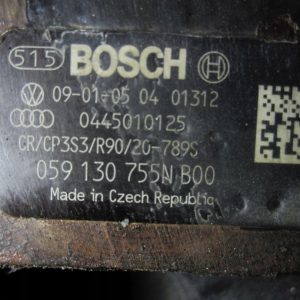 515 BOSCH
09-01-05 04 01312
0445010125
CR/CP3S3/R90/20-789S
059 130 755N B00
Made in Czech Republic